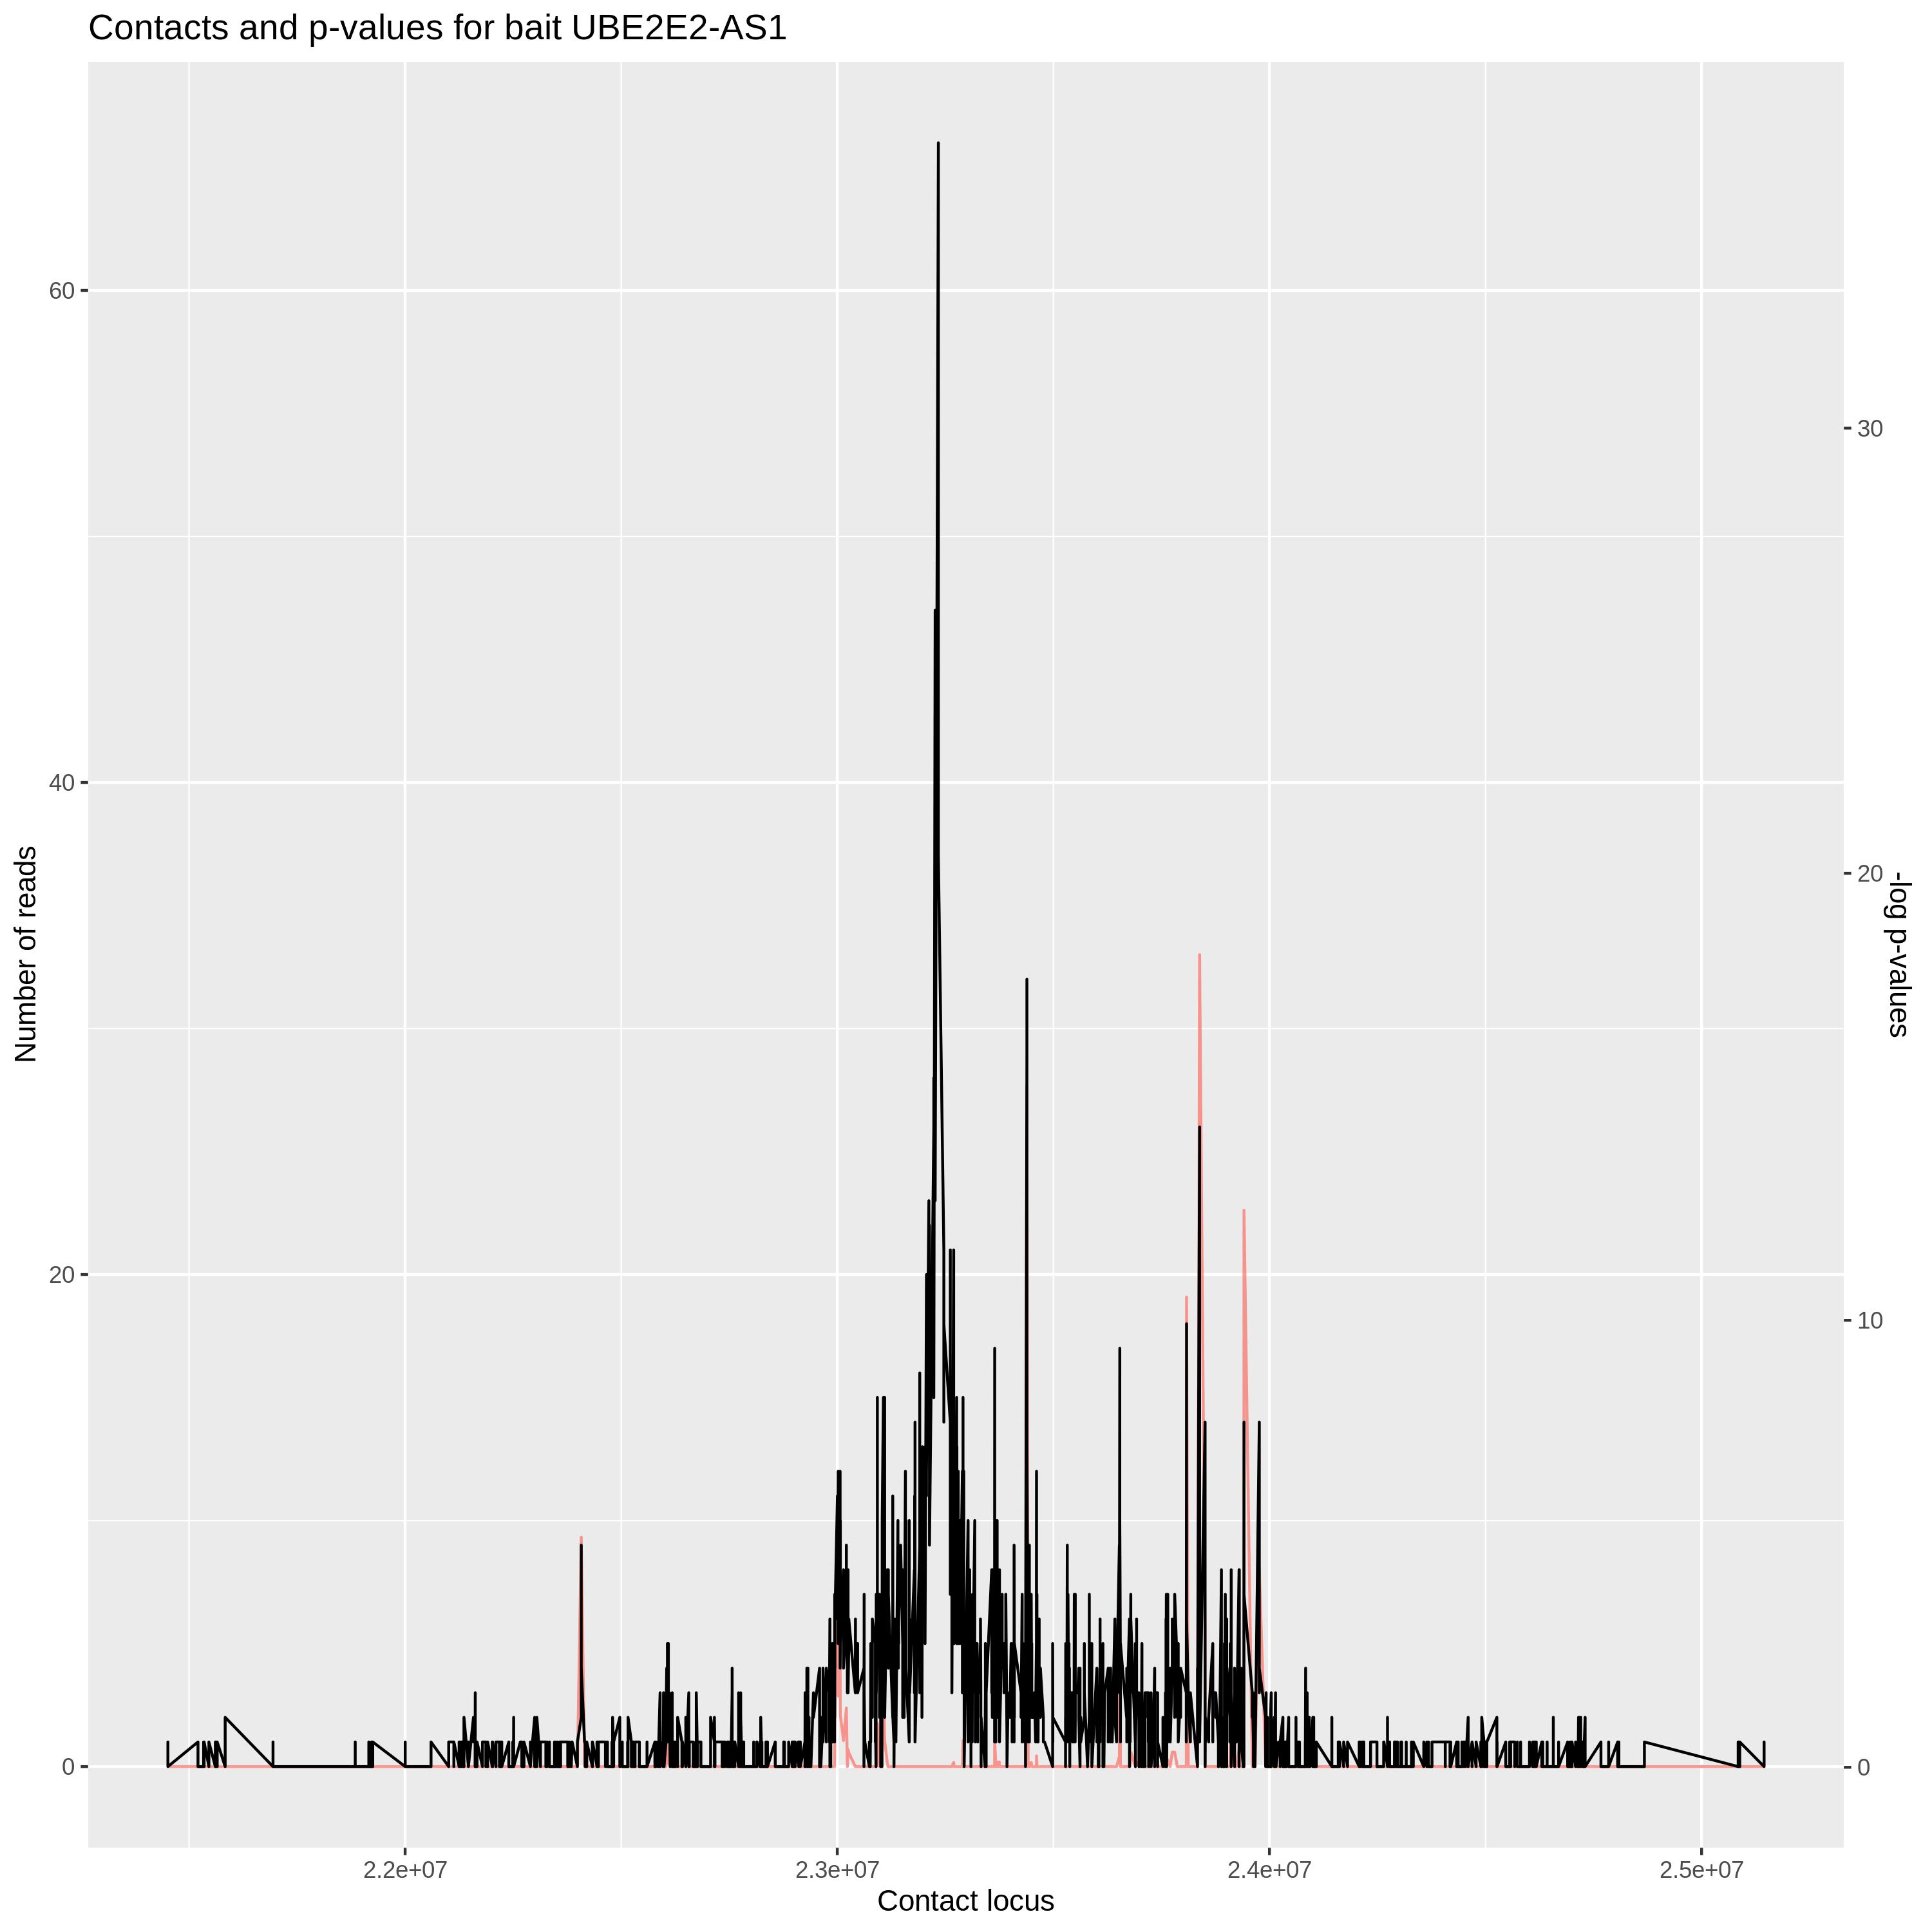 Contacts and p-values for bait UBE2E2-AS1
Number of reads
60
40
20
0
30
20
10
0
-log p-values
2.2e+07
2.3e+07
2.4e+07
2.5e+07
Contact locus